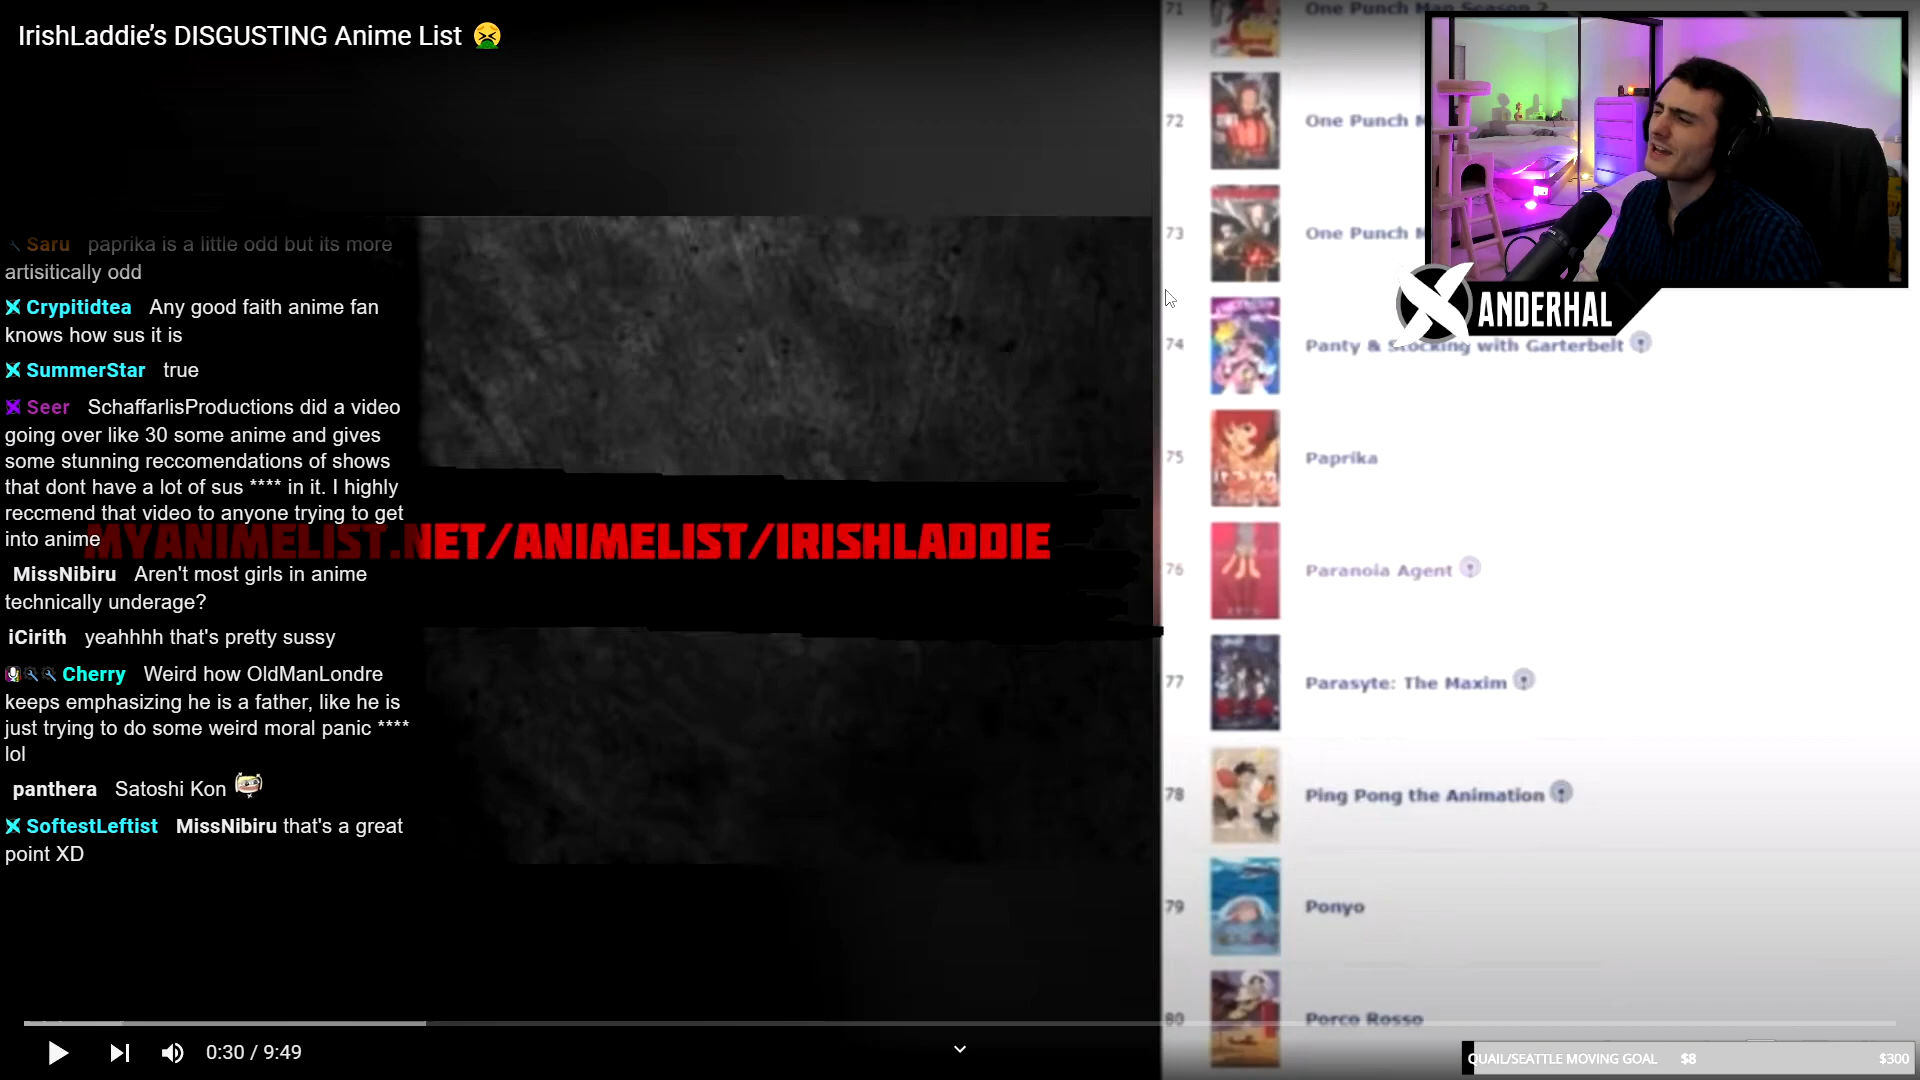 IrishLaddie’s DISGUSTING Anime List 🤮
Saru paprika is a little odd but its more
artisitically odd
Crypitidtea Any good faith anime fan
knows how sus it is
SummerStar true
Seer SchaffarlisProductions did a video
going over like 30 some anime and gives
some stunning reccomendations of shows
that dont have a lot of sus **** in it. I highly
reccmend that video to anyone trying to get
into anime
MissNibiru Aren't most girls in anime
technically underage?
iCirith yeahhhh that's pretty sussy
Cherry Weird how OldManLondre
keeps emphasizing he is a father, like he is
just trying to do some weird moral panic ****
lol
panthera Satoshi Kon
SoftestLeftist MissNibiru that's a great
point XD
MYANIMELIST.NET/ANIMELIST/IRISHLADDIE
71 One Punch Man Season 2
72 One Punch M
73 One Punch M
74 Panty & Stocking with Garterbelt
75 Paprika
76 Paranoia Agent
77 Parasyte: The Maxim
78 Ping Pong the Animation
79 Ponyo
80 Porco Rosso
ANDERHAL
0:30 / 9:49
QUAIL/SEATTLE MOVING GOAL $8 $300